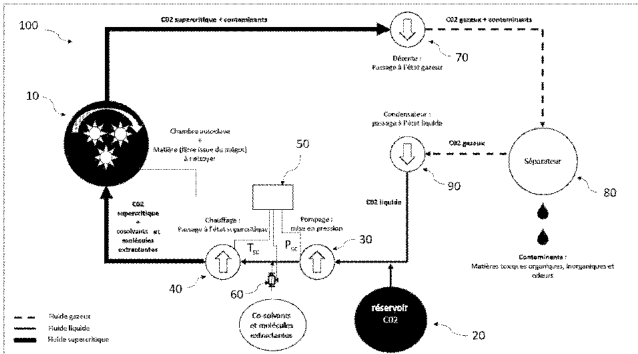 CO2 supercritique + contaminants
CO2 gazeux + contaminants
100
70
Détente :
Passage à l'état gazeux
10
Chambre autoclave
+
Matière (fibre issue du mégot)
à nettoyer
50
Condensateur :
passage à l'état liquide
CO2 gazeux
90
Séparateur
80
CO2
supercritique
+
cosolvants et
molécules
extractantes
CO2 liquide
Chauffage :
Passage à l'état supercritique
Pompage :
mise en pression
TSC
PSC
30
40
60
Contaminants :
Matières toxiques organiques, inorganiques et
odeurs
Co-solvants
et molécules
extractantes
réservoir
CO2
20
Fluide gazeux
Fluide liquide
Fluide supercritique